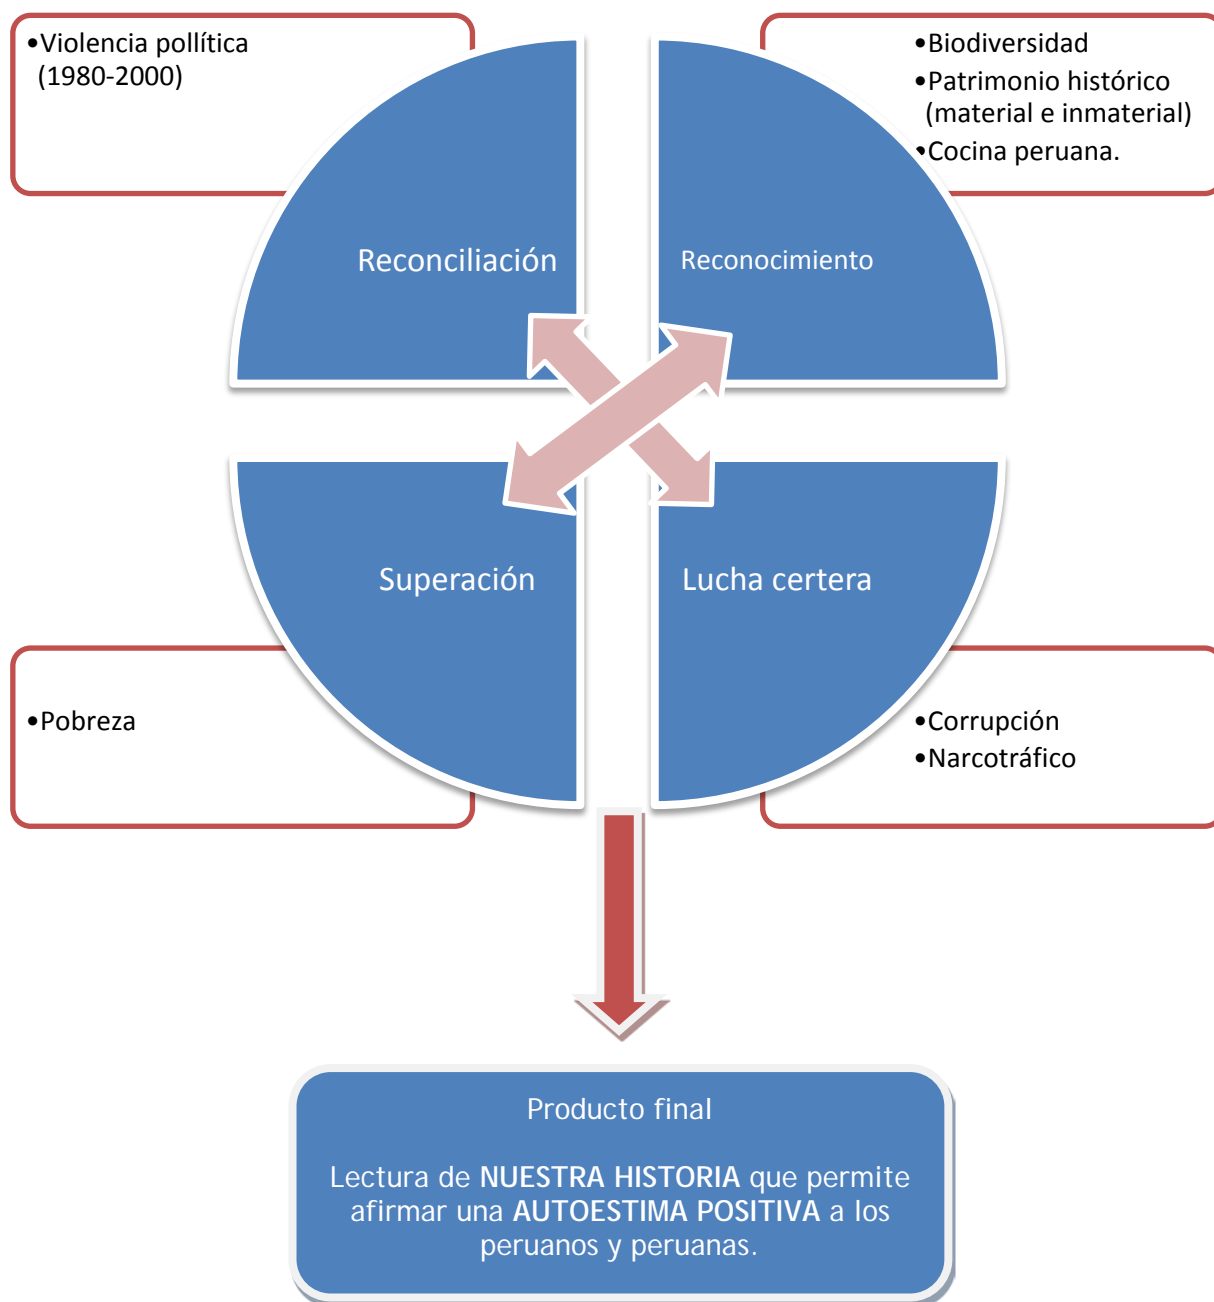 •Violencia pollítica
(1980-2000)
•Biodiversidad
•Patrimonio histórico
(material e inmaterial)
•Cocina peruana.
Reconciliación
Reconocimiento
Superación
Lucha certera
•Pobreza
•Corrupción
•Narcotráfico
Producto final
Lectura de NUESTRA HISTORIA que permite
afirmar una AUTOESTIMA POSITIVA a los
peruanos y peruanas.